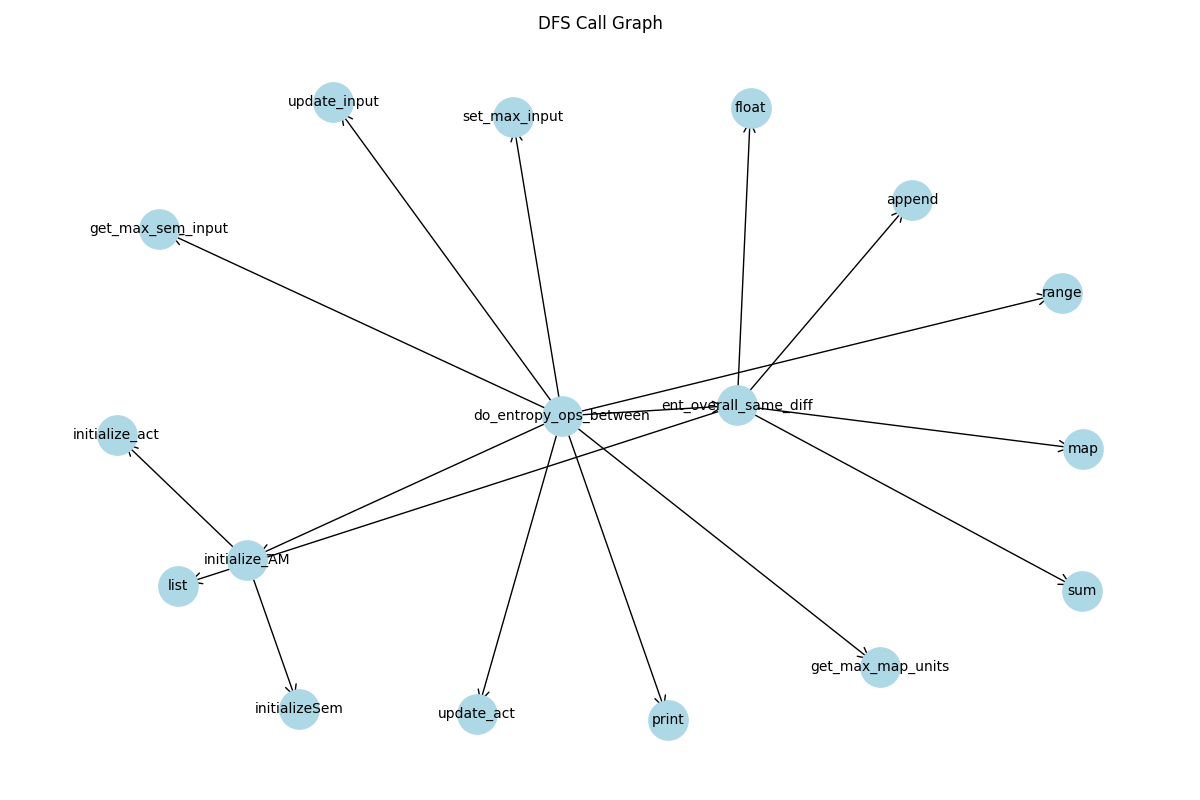 DFS Call Graph
update_input
set_max_input
float
append
get_max_sem_input
range
ent_overall_same_diff
do_entropy_ops_between
initialize_act
map
initialize_AM
list
sum
get_max_map_units
initializeSem
update_act
print